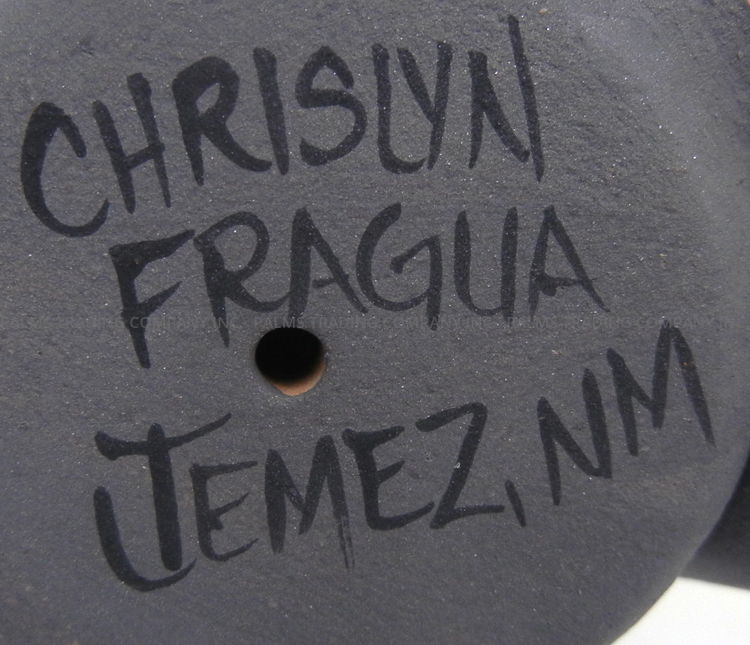 CHRISLYN
FRAGUA
JEMEZ, NM